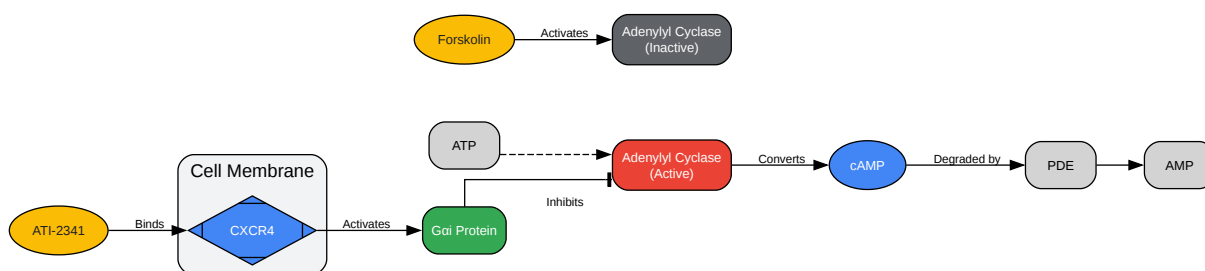 Forskolin
Activates
Adenylyl Cyclase
(Inactive)
ATP
Adenylyl Cyclase
(Active)
Converts
cAMP
Degraded by
PDE
AMP
Cell Membrane
Inhibits
ATI-2341
Binds
CXCR4
Activates
Gαi Protein